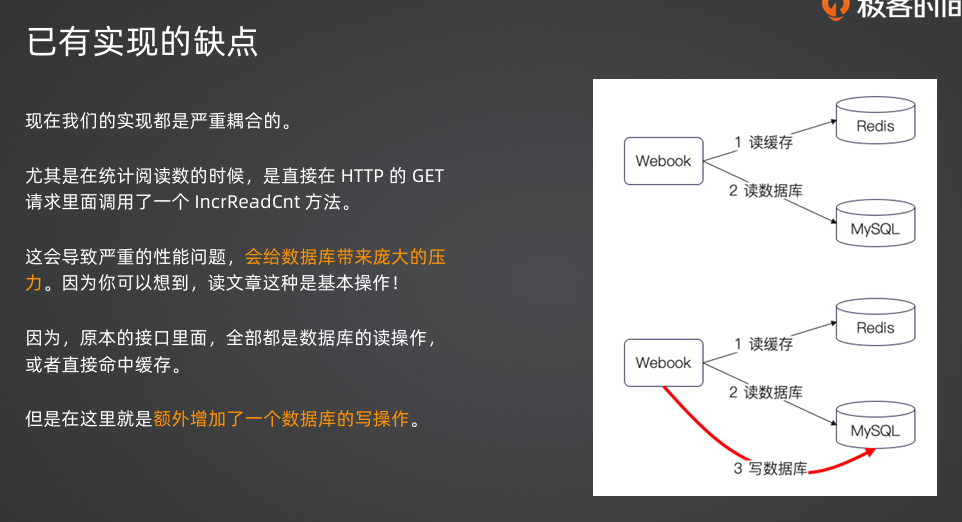 极客时间
已有实现的缺点
现在我们的实现都是严重耦合的。
尤其是在统计阅读数的时候，是直接在 HTTP 的 GET
请求里面调用了一个 IncrReadCnt 方法。
这会导致严重的性能问题，会给数据库带来庞大的压
力。因为你可以想到，读文章这种是基本操作！
因为，原本的接口里面，全部都是数据库的读操作，
或者直接命中缓存。
但是在这里就是额外增加了一个数据库的写操作。
Redis
1 读缓存
Webook
2 读数据库
MySQL
Redis
1 读缓存
Webook
2 读数据库
MySQL
3 写数据库